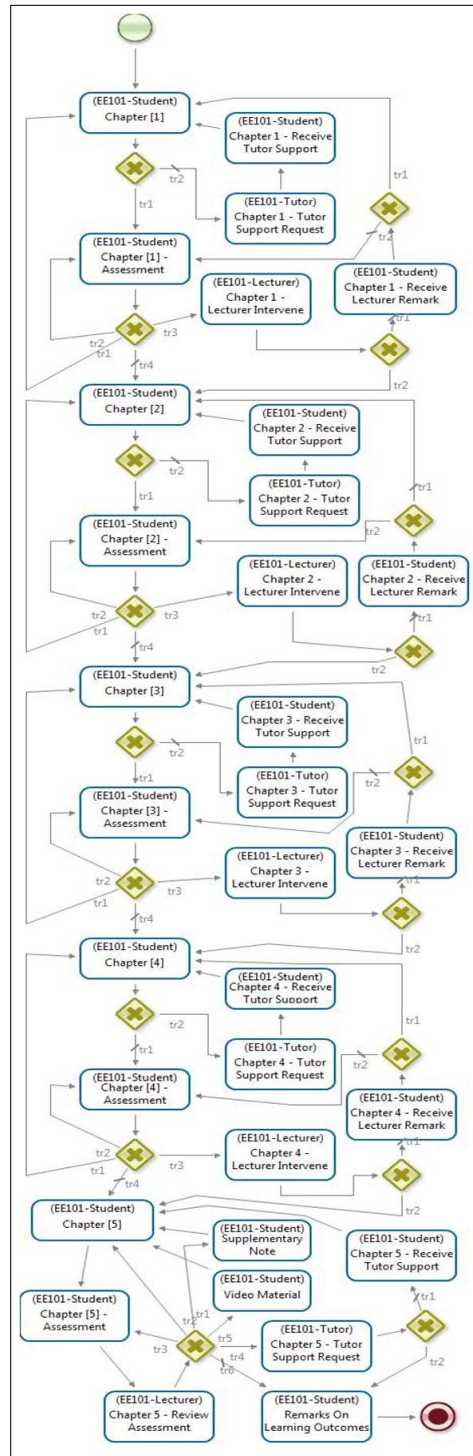 (EE101-Student)
Chapter [1]
(EE101-Student)
Chapter 1 - Receive
Tutor Support
tr2
tr1
(EE101-Tutor)
Chapter 1 - Tutor
Support Request
tr1
tr2
(EE101-Student)
Chapter [1] -
Assessment
(EE101-Student)
Chapter 1 - Receive
Lecturer Remark
(EE101-Lecturer)
Chapter 1 -
Lecturer Intervene
tr1
tr2
tr3
tr1
tr4
tr2
(EE101-Student)
Chapter [2]
(EE101-Student)
Chapter 2 - Receive
Tutor Support
tr2
tr1
(EE101-Tutor)
Chapter 2 - Tutor
Support Request
tr1
tr2
(EE101-Student)
Chapter [2] -
Assessment
(EE101-Lecturer)
Chapter 2 -
Lecturer Intervene
(EE101-Student)
Chapter 2 - Receive
Lecturer Remark
tr2
tr3
tr1
tr1
tr4
tr2
(EE101-Student)
Chapter [3]
(EE101-Student)
Chapter 3 - Receive
Tutor Support
tr2
tr1
(EE101-Tutor)
Chapter 3 - Tutor
Support Request
tr1
tr2
(EE101-Student)
Chapter [3] -
Assessment
(EE101-Student)
Chapter 3 - Receive
Lecturer Remark
(EE101-Lecturer)
Chapter 3 -
Lecturer Intervene
tr2
tr3
tr1
tr1
tr4
tr2
(EE101-Student)
Chapter [4]
(EE101-Student)
Chapter 4 - Receive
Tutor Support
tr2
tr1
(EE101-Tutor)
Chapter 4 - Tutor
Support Request
tr1
tr2
(EE101-Student)
Chapter [4] -
Assessment
(EE101-Student)
Chapter 4 - Receive
Lecturer Remark
(EE101-Lecturer)
Chapter 4 -
Lecturer Intervene
tr2
tr3
tr1
tr1
tr4
tr2
(EE101-Student)
Chapter [5]
(EE101-Student)
Supplementary
Note
(EE101-Student)
Chapter 5 - Receive
Tutor Support
(EE101-Student)
Video Material
(EE101-Student)
Chapter [5] -
Assessment
tr2
tr1
tr3
tr5
tr4
tr6
(EE101-Tutor)
Chapter 5 - Tutor
Support Request
tr1
tr2
(EE101-Lecturer)
Chapter 5 - Review
Assessment
(EE101-Student)
Remarks On
Learning Outcomes